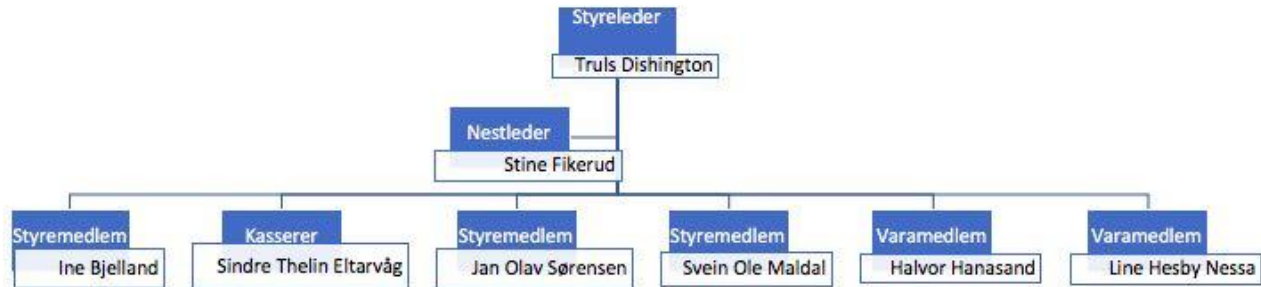 Styreleder
Truls Dishington
Nestleder
Stine Fikerud
Styremedlem
Ine Bjelland
Kasserer
Sindre Thelin Eltarvåg
Styremedlem
Jan Olav Sørensen
Styremedlem
Svein Ole Maldal
Varamedlem
Halvor Hanasand
Varamedlem
Line Hesby Nessa